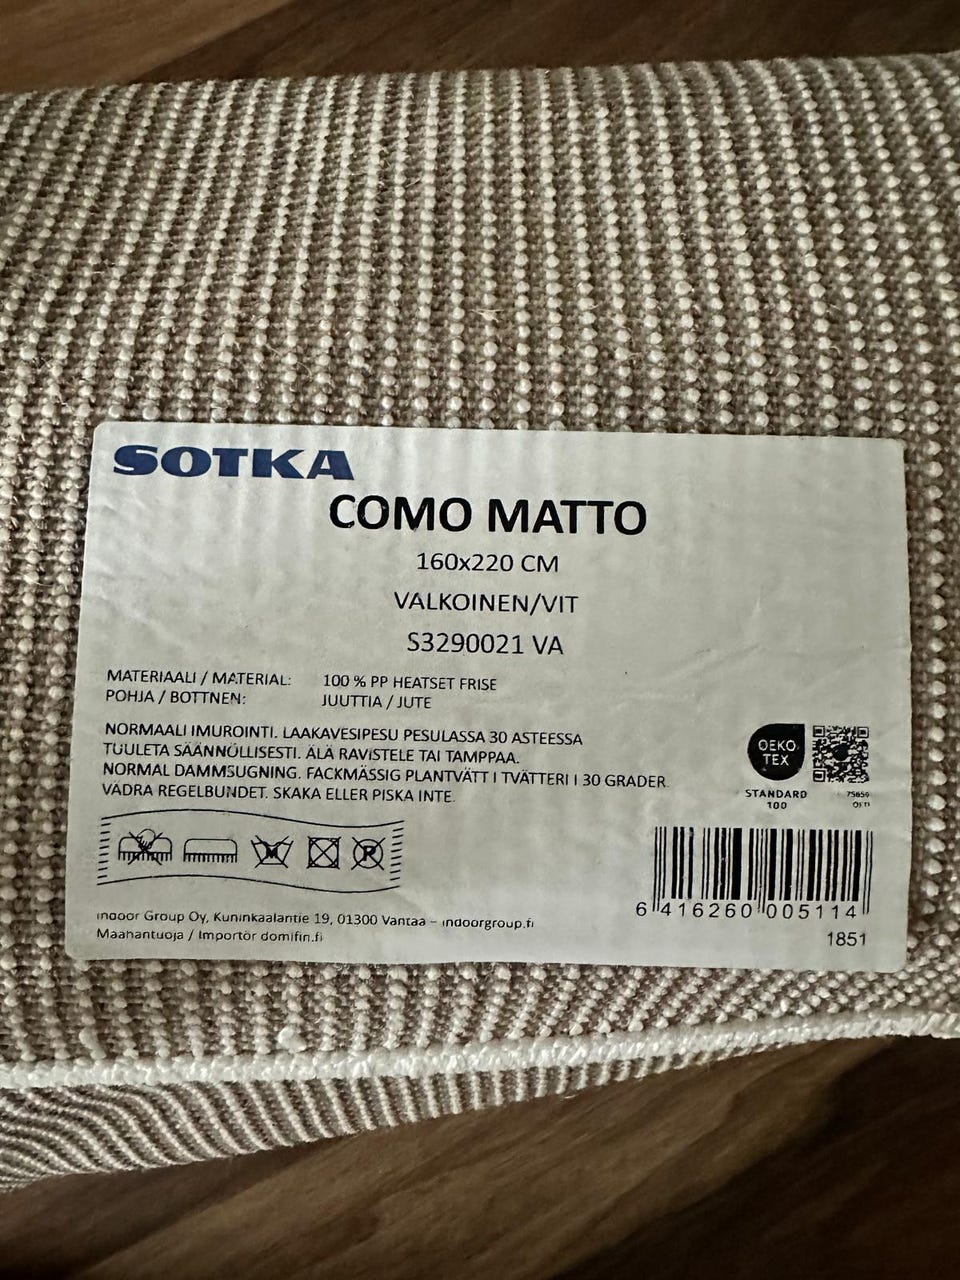 SOTKA
COMO MATTO
160x220 CM
VALKOINEN/VIT
S3290021 VA
MATERIAALI / MATERIAL: 100 % PP HEATSET FRISE
POHJA / BOTTNEN: JUUTTIA / JUTE
NORMAALI IMUROINTI. LAAKAVESIPESU PESULASSA 30 ASTEESSA
TUULETA SÄÄNNÖLLISESTI. ÄLÄ RAVISTELE TAI TAMPPAA.
NORMAL DAMMSUGNING. FACKMÄSSIG PLANTVÄTT I TVÄTTERI I 30 GRADER.
VÄDRA REGELBUNDET. SKAKA ELLER PISKA INTE.
OEKO
TEX
STANDARD
100
P
6 416260 005114
1851
Indoor Group Oy, Kuninkaalantie 19, 01300 Vantaa – indoorgroup.fi
Maahantuoja / Importör domifin.fi